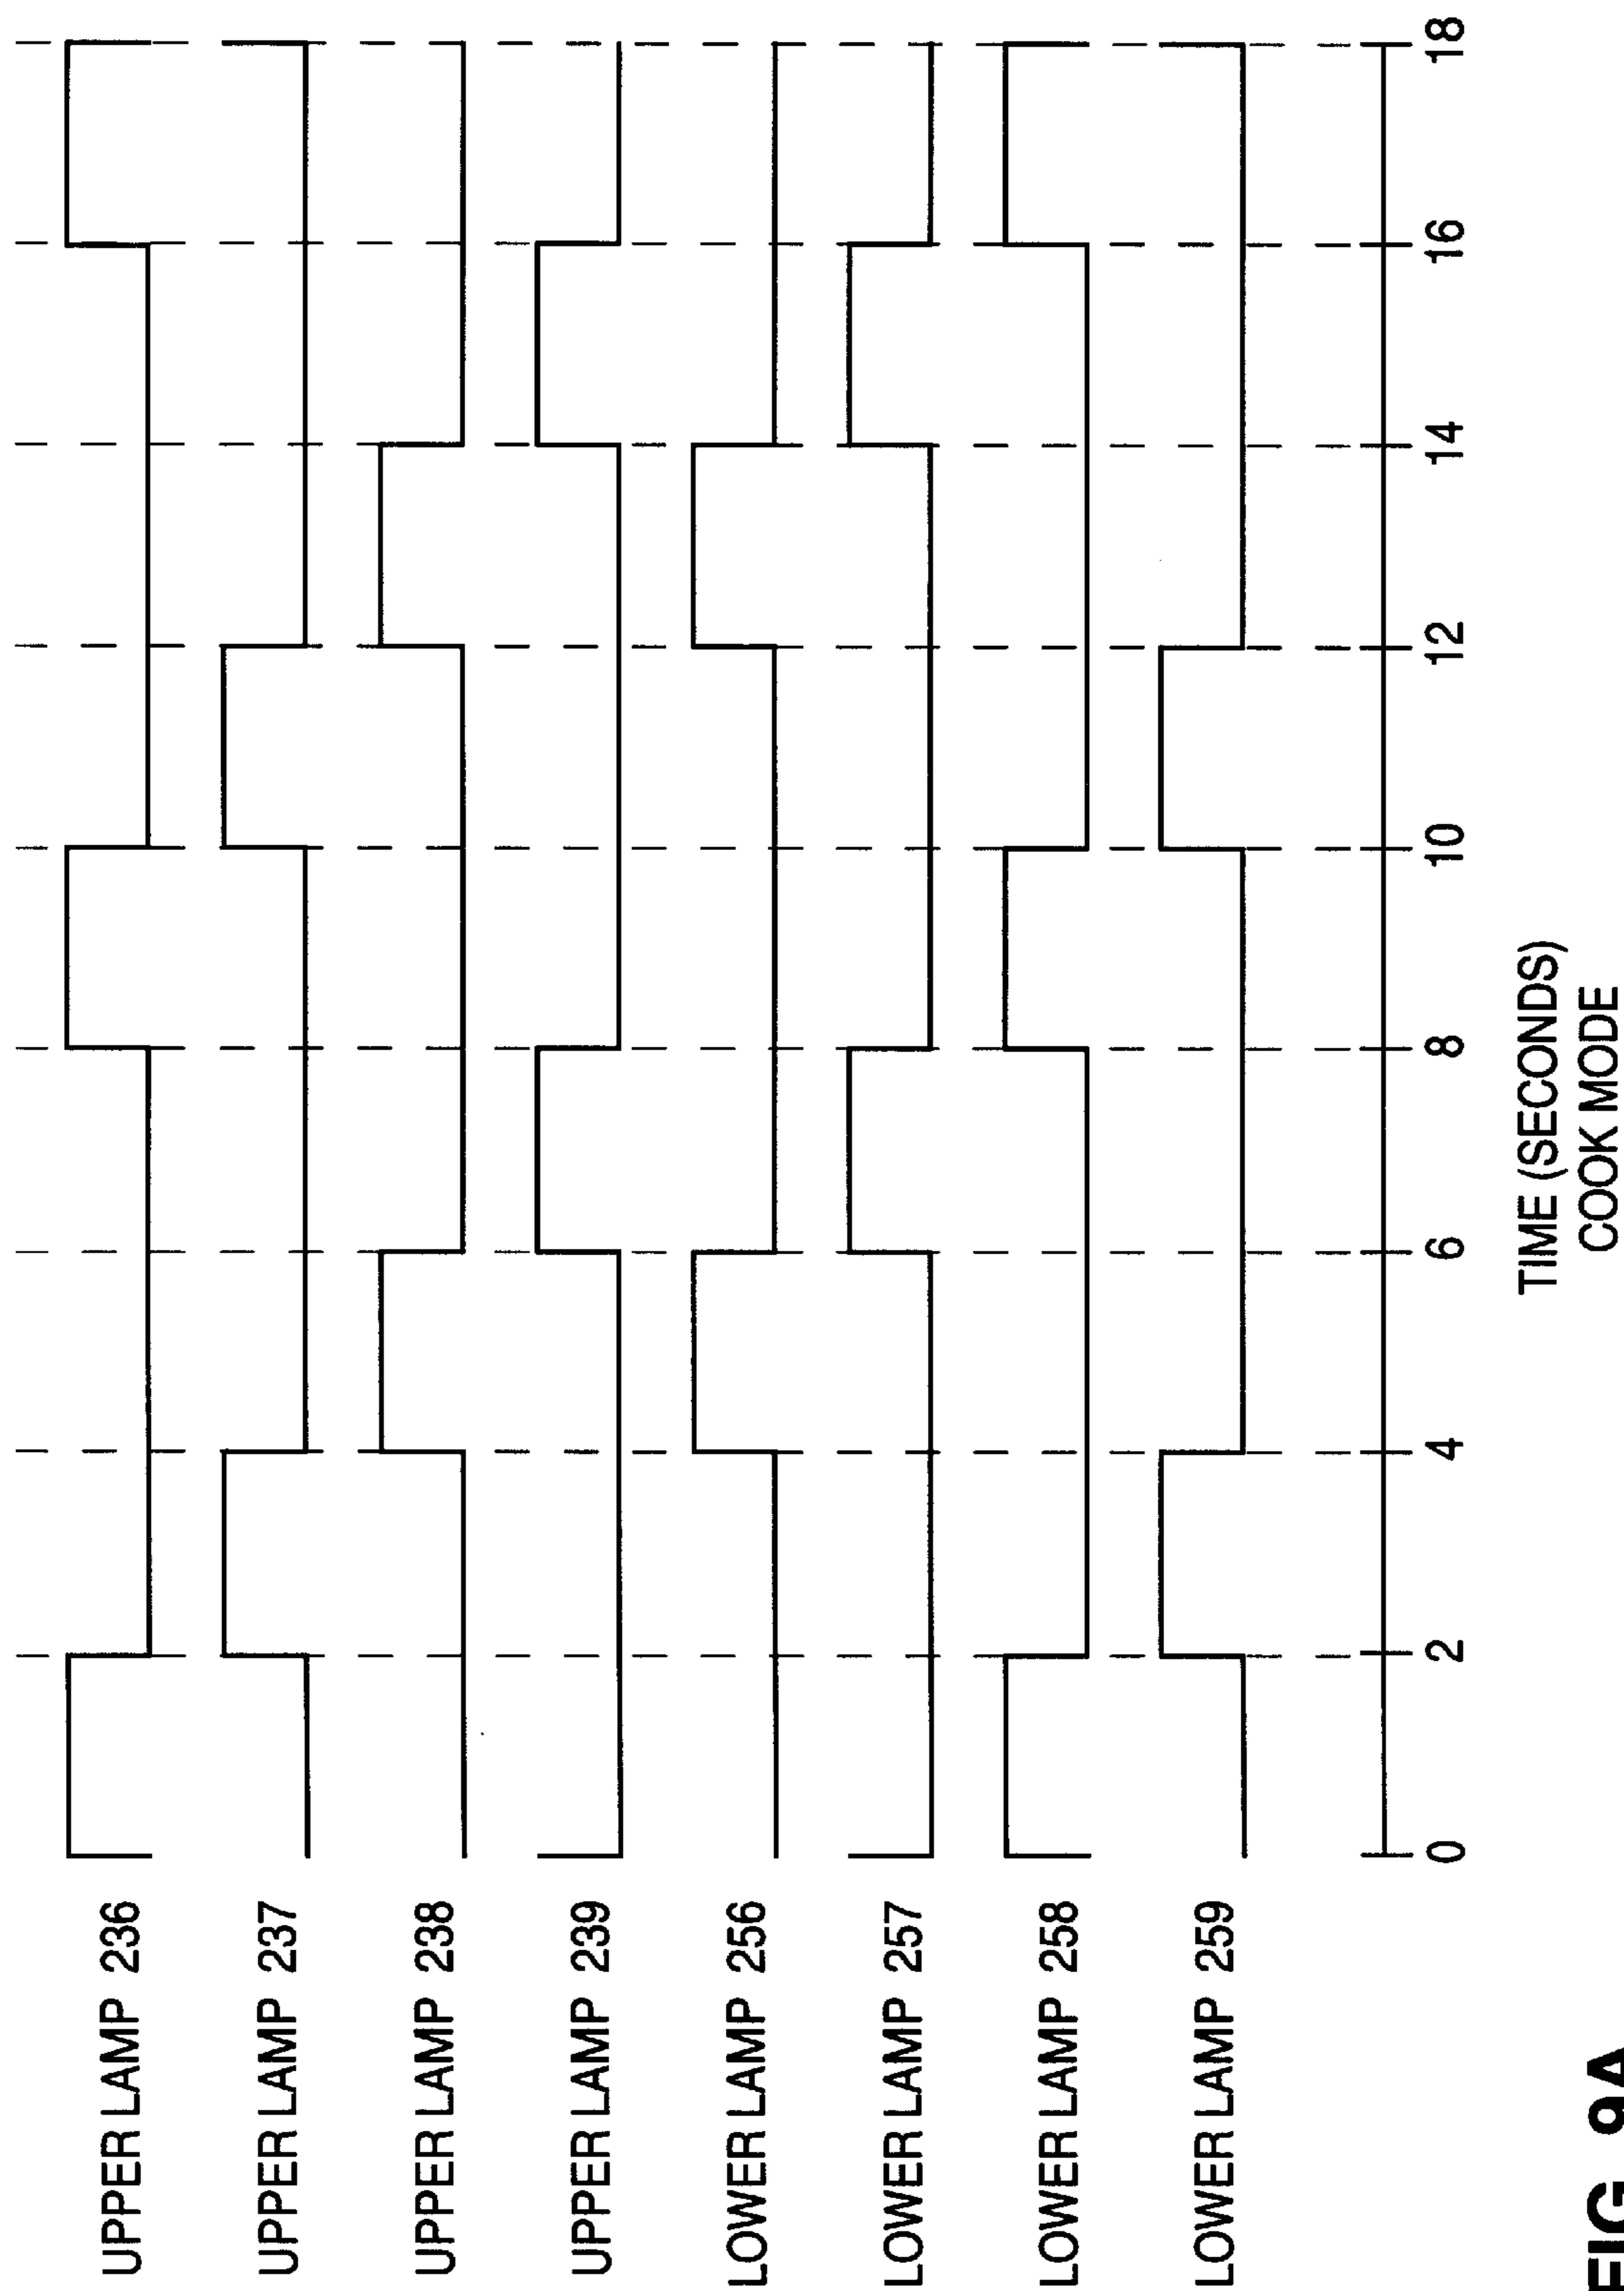 UPPER LAMP 236
UPPER LAMP 237
UPPER LAMP 238
UPPER LAMP 239
LOWER LAMP 256
LOWER LAMP 257
LOWER LAMP 258
LOWER LAMP 259
0 2 4 6 8 10 12 14 16 18
TIME (SECONDS)
COOK MODE
FIG. 9A